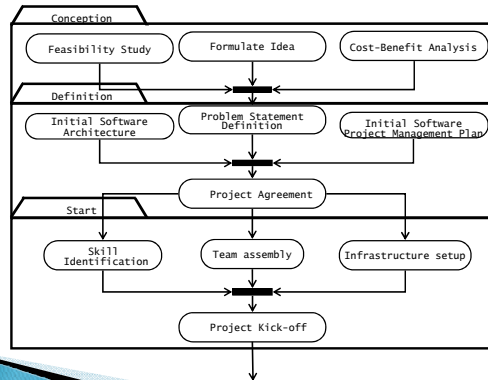 Conception
Feasibility Study
Formulate Idea
Cost-Benefit Analysis
Definition
Initial Software
Architecture
Problem Statement
Definition
Initial Software
Project Management Plan
Project Agreement
Start
Skill
Identification
Team assembly
Infrastructure setup
Project Kick-off